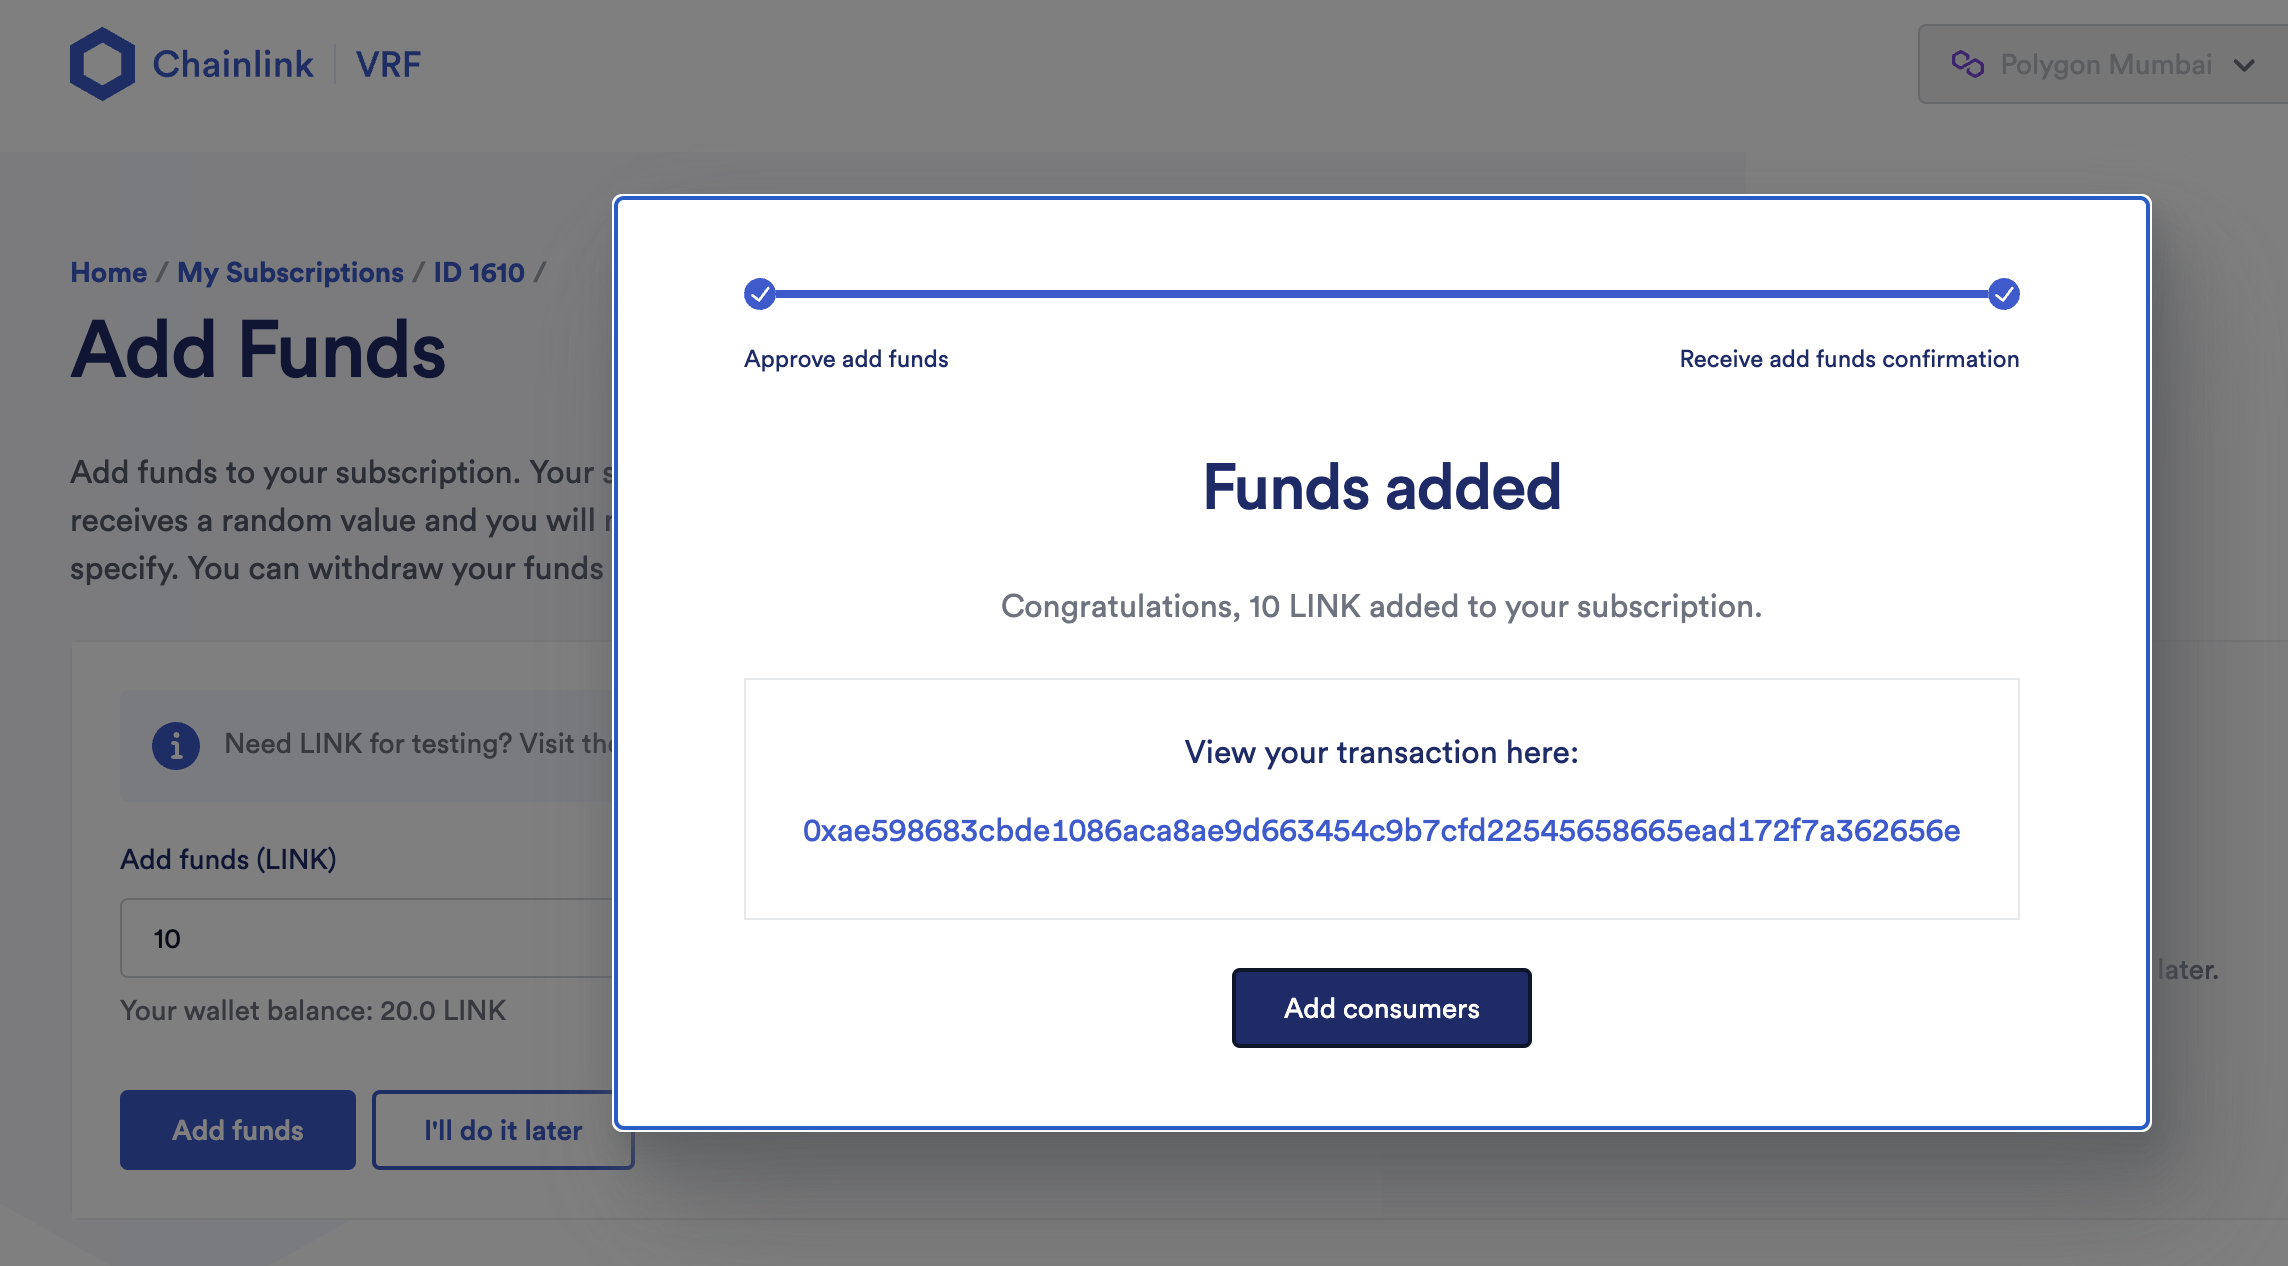 Chainlink | VRF
Polygon Mumbai
Home / My Subscriptions / ID 1610 /
Add Funds
Add funds to your subscription. Your
receives a random value and you will
specify. You can withdraw your funds
Need LINK for testing? Visit the
Add funds (LINK)
10
Your wallet balance: 20.0 LINK
Add funds
I'll do it later
later.
Approve add funds
Receive add funds confirmation
Funds added
Congratulations, 10 LINK added to your subscription.
View your transaction here:
0xae598683cbde1086aca8ae9d663454c9b7cfd22545658665ead172f7a362656e
Add consumers